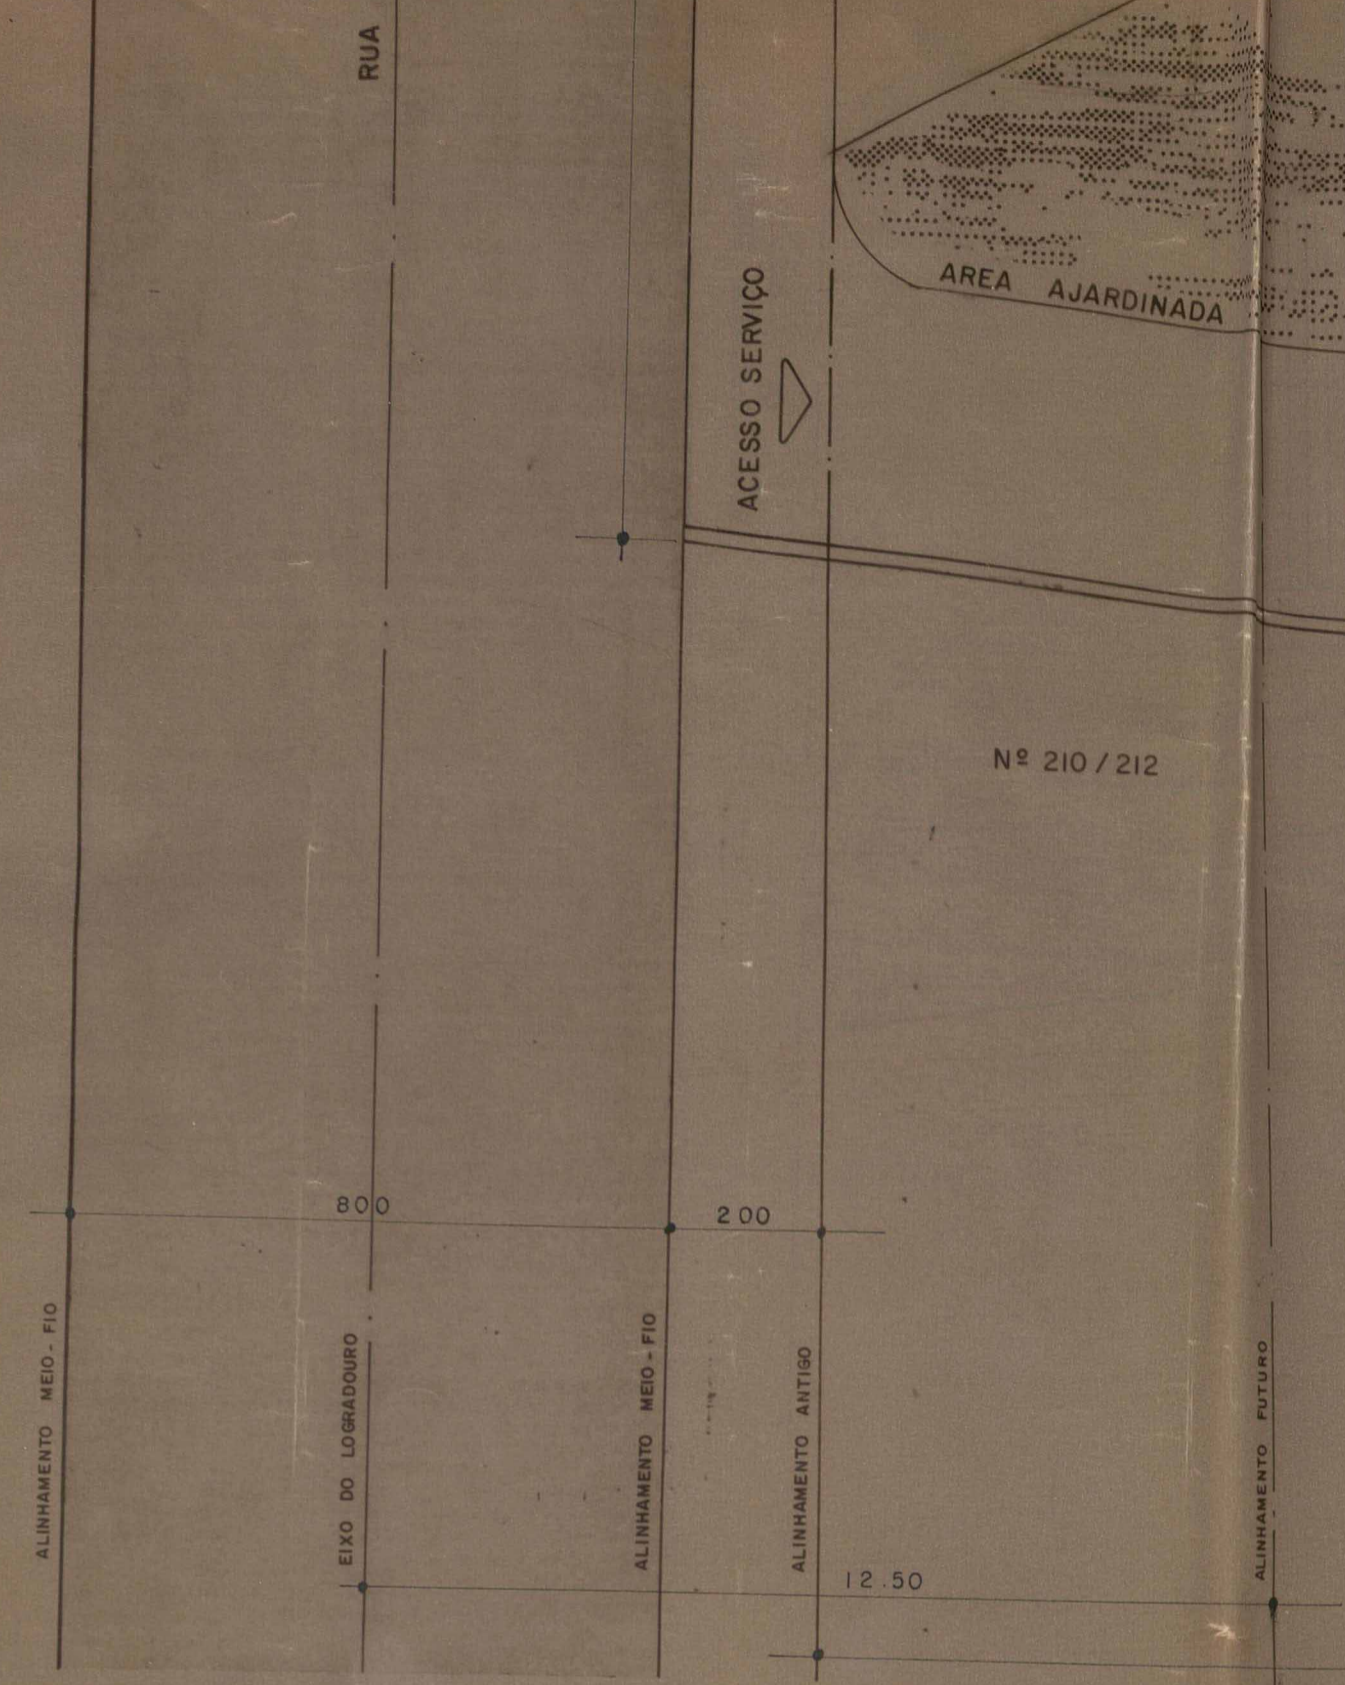 RUA
ACESSO SERVIÇO
AREA AJARDINADA
Nº 210 / 212
800
200
ALINHAMENTO MEIO - FIO
EIXO DO LOGRADOURO
ALINHAMENTO MEIO - FIO
ALINHAMENTO ANTIGO
ALINHAMENTO FUTURO
12.50